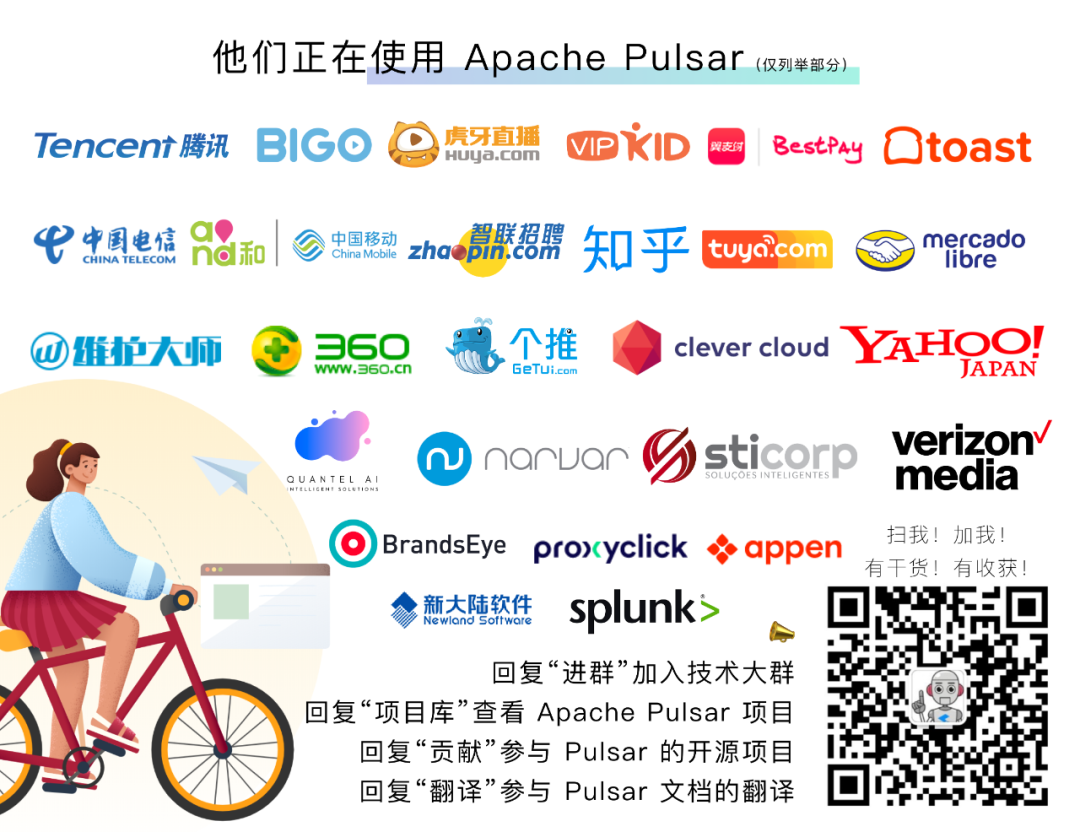 他们正在使用 Apache Pulsar (仅列举部分)
Tencent 腾讯
BIGO
虎牙直播
HUYA.com
VIPKID
翼支付
BestPay
toast
中国电信
CHINA TELECOM
and和
中国移动
China Mobile
智联招聘
zhaopin.com
知乎
tuya.com
mercado
libre
维护大师
360
www.360.cn
个推
GeTui.com
clever cloud
YAHOO!
JAPAN
QUANTEL AI
INTELLIGENT SOLUTIONS
narvar
sticorp
SOLUÇÕES INTELIGENTES
verizon
media
BrandsEye
proxyclick
appen
扫我！加我！
有干货！有收获！
新大陆软件
Newland Software
splunk>
回复“进群”加入技术大群
回复“项目库”查看 Apache Pulsar 项目
回复“贡献”参与 Pulsar 的开源项目
回复“翻译”参与 Pulsar 文档的翻译